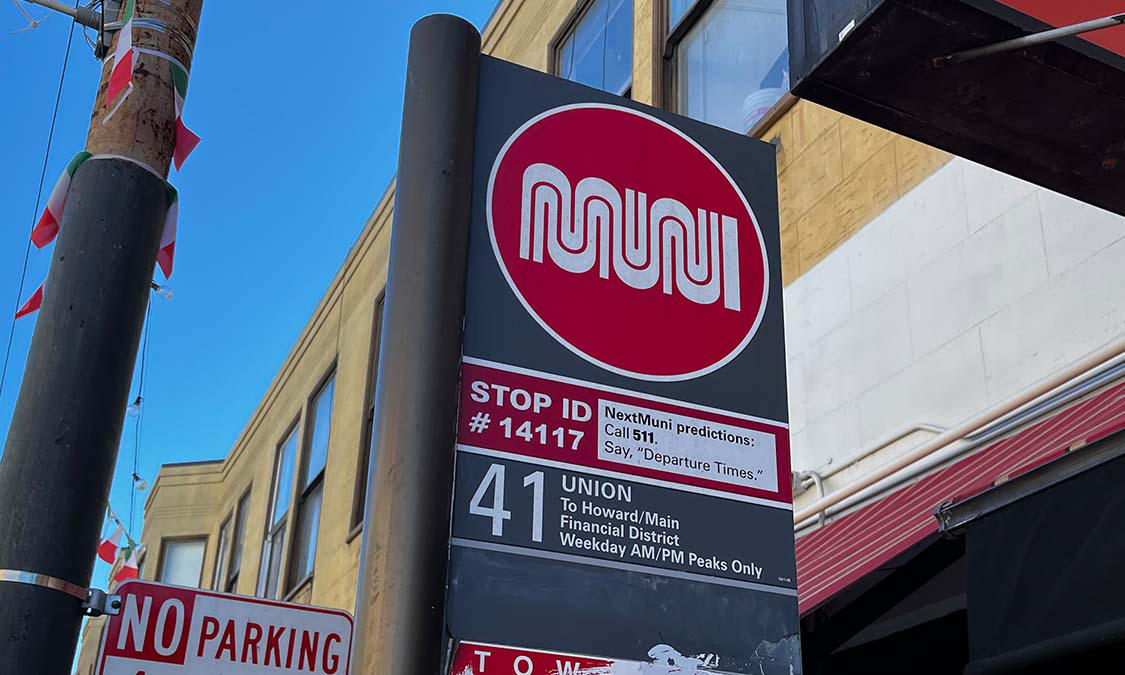 MUNI
STOP ID
# 14117
NextMuni predictions:
Call 511.
Say, "Departure Times."
41
UNION
To Howard/Main
Financial District
Weekday AM/PM Peaks Only
NO PARKING
TOW